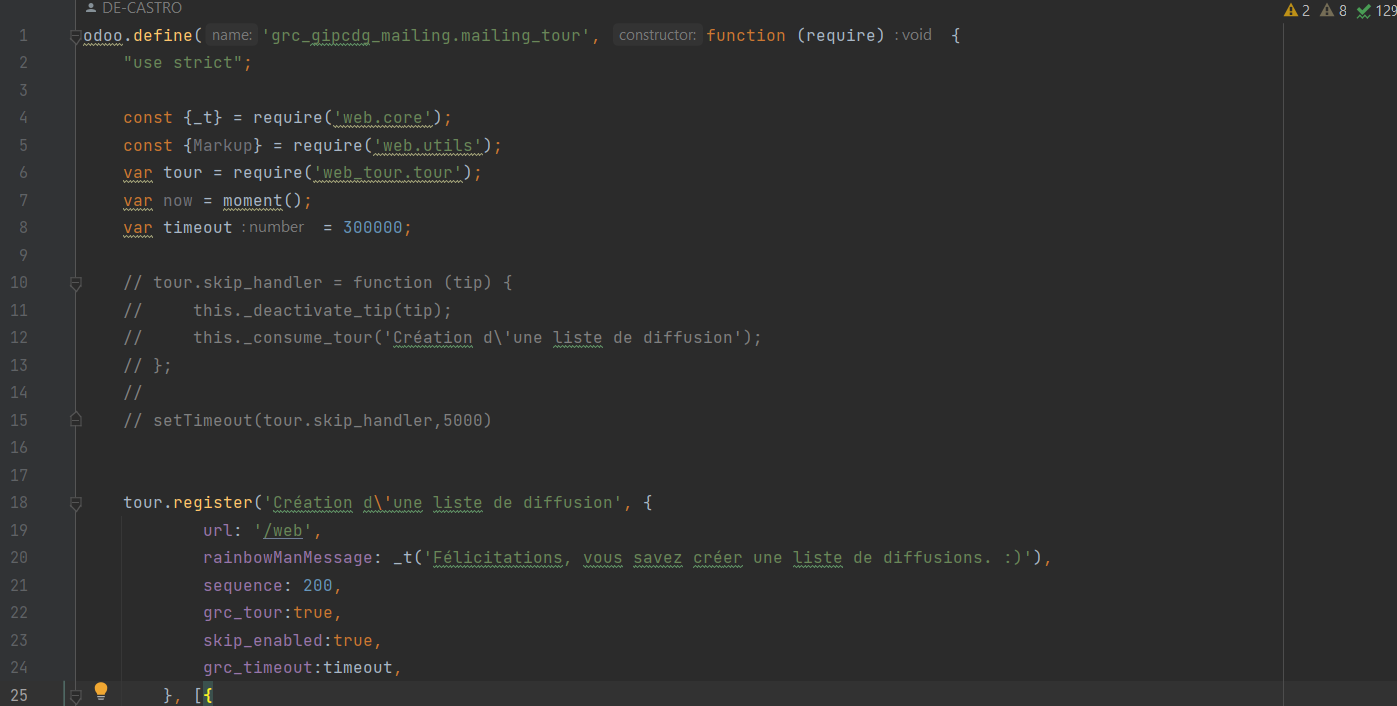 DE-CASTRO
2 8 129
1 odoo.define( name: 'grc_gipcdg_mailing.mailing_tour', constructor: function (require) : void {
2 "use strict";
3
4 const {_t} = require('web.core');
5 const {Markup} = require('web.utils');
6 var tour = require('web_tour.tour');
7 var now = moment();
8 var timeout : number = 300000;
9
10 // tour.skip_handler = function (tip) {
11 //     this._deactivate_tip(tip);
12 //     this._consume_tour('Création d\'une liste de diffusion');
13 // };
14 //
15 // setTimeout(tour.skip_handler,5000)
16
17
18 tour.register('Création d\'une liste de diffusion', {
19 url: '/web',
20 rainbowManMessage: _t('Félicitations, vous savez créer une liste de diffusions. :)'),
21 sequence: 200,
22 grc_tour:true,
23 skip_enabled:true,
24 grc_timeout:timeout,
25 }, [{